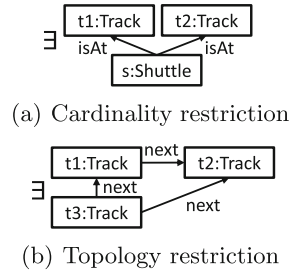 ∃ t1:Track t2:Track
isAt isAt
s:Shuttle
(a) Cardinality restriction
t1:Track next t2:Track
∃ next
t3:Track next
(b) Topology restriction